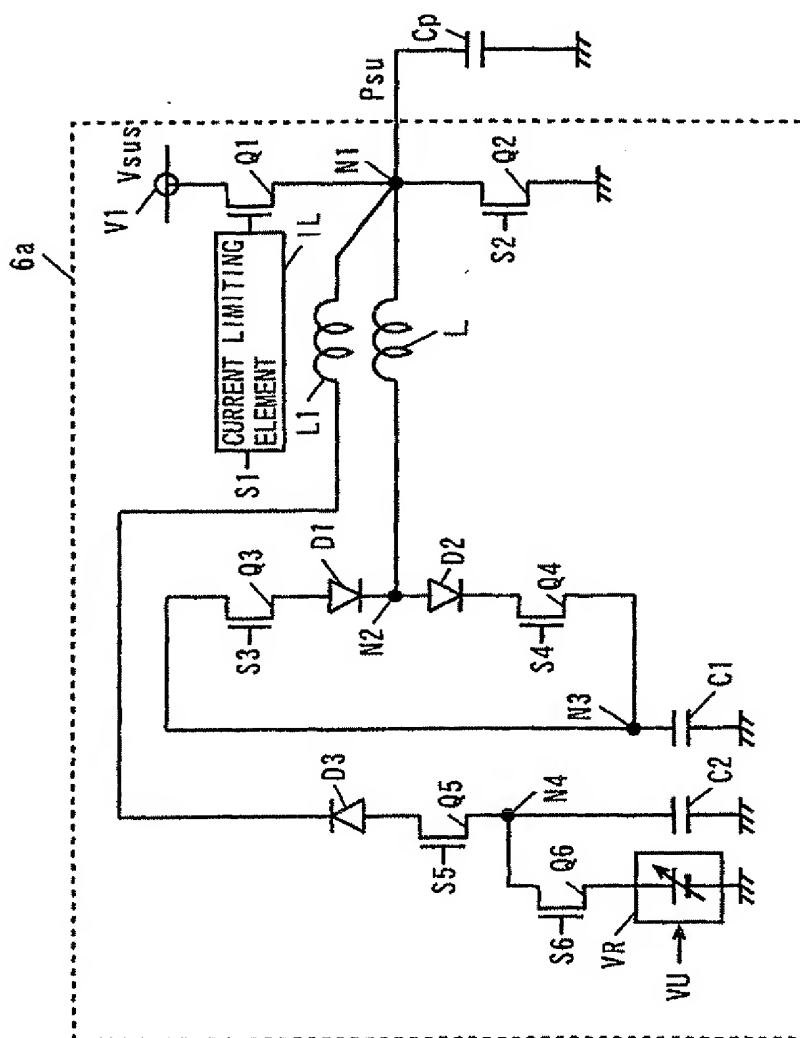 6a
V1
Vsus
S1
CURRENT LIMITING
ELEMENT
IL
Q1
L1
L
N1
Psu
Cp
S2
Q2
S3
Q3
D1
N2
D2
S4
Q4
N3
C1
D3
S5
Q5
N4
C2
S6
Q6
VR
VU